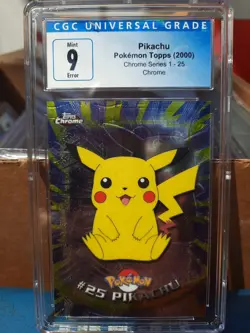 CGC UNIVERSAL GRADE
Mint
9
Error
Pikachu
Pokémon Topps (2000)
Chrome Series 1 - 25
Chrome
Topps
Chrome
POKéMON
#25 PIKACHU